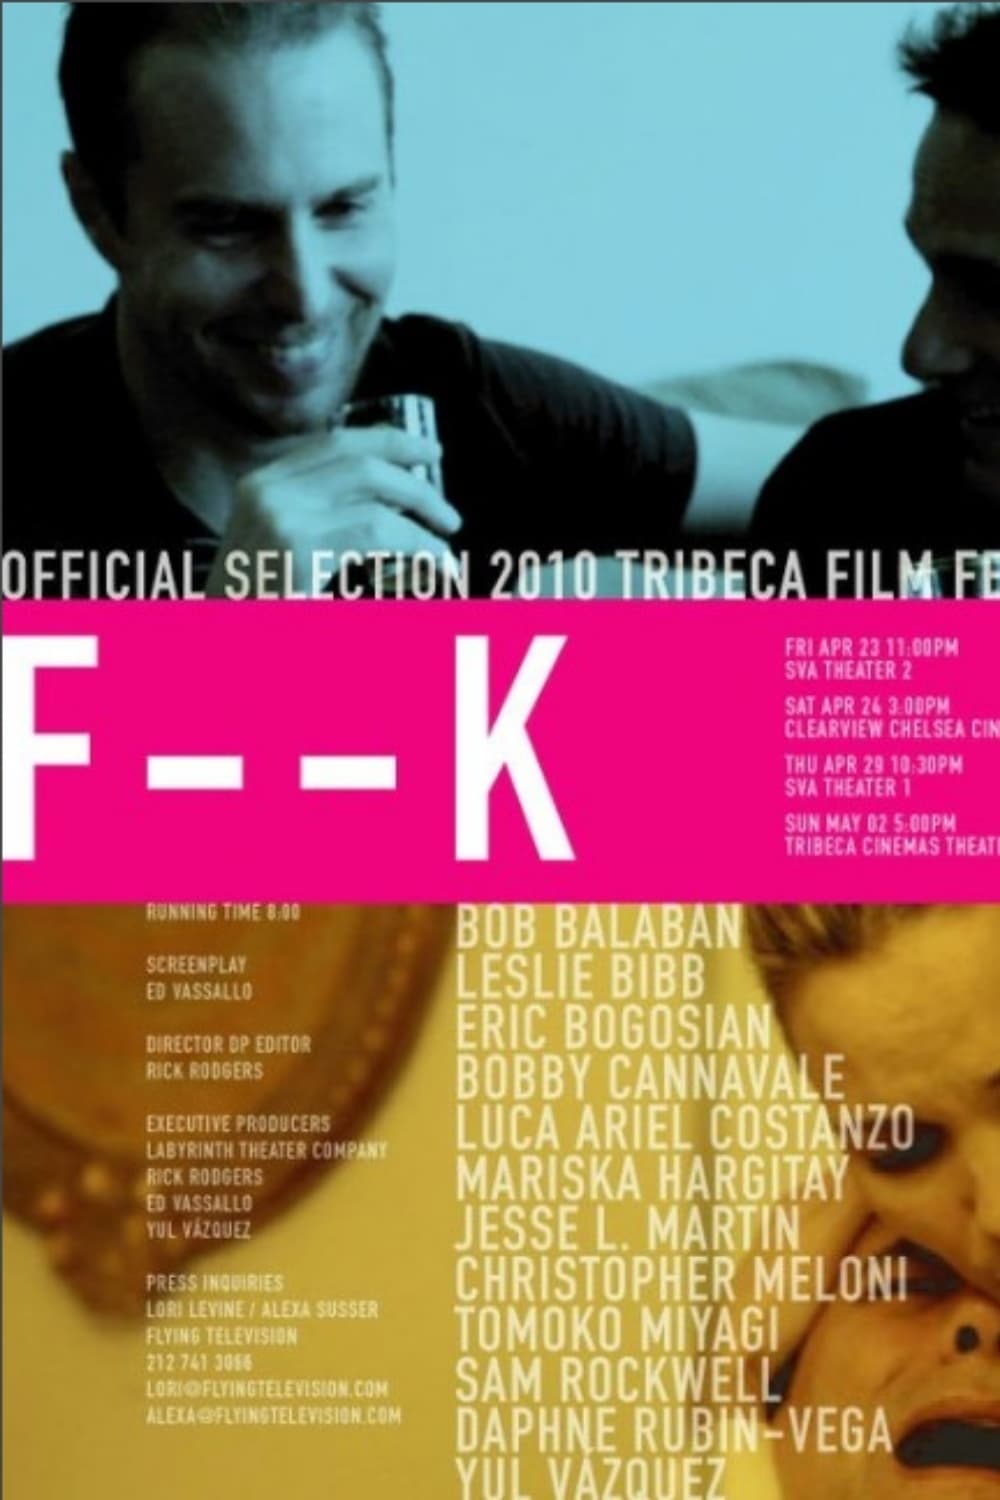 OFFICIAL SELECTION 2010 TRIBECA FILM FE
F--K
FRI APR 23 11:00PM
SVA THEATER 2
SAT APR 24 3:00PM
CLEARVIEW CHELSEA CIN
THU APR 29 10:30PM
SVA THEATER 1
SUN MAY 02 5:00PM
TRIBECA CINEMAS THEAT
RUNNING TIME 8:00
SCREENPLAY
ED VASSALLO
DIRECTOR DP EDITOR
RICK RODGERS
EXECUTIVE PRODUCERS
LABYRINTH THEATER COMPANY
RICK RODGERS
ED VASSALLO
YUL VÁZQUEZ
PRESS INQUIRIES
LORI LEVINE / ALEXA SUSSER
FLYING TELEVISION
212 741 3066
LORI@FLYINGTELEVISION.COM
ALEXA@FLYINGTELEVISION.COM
BOB BALABAN
LESLIE BIBB
ERIC BOGOSIAN
BOBBY CANNAVALE
LUCA ARIEL COSTANZO
MARISKA HARGITAY
JESSE L. MARTIN
CHRISTOPHER MELONI
TOMOKO MIYAGI
SAM ROCKWELL
DAPHNE RUBIN-VEGA
YUL VÁZQUEZ